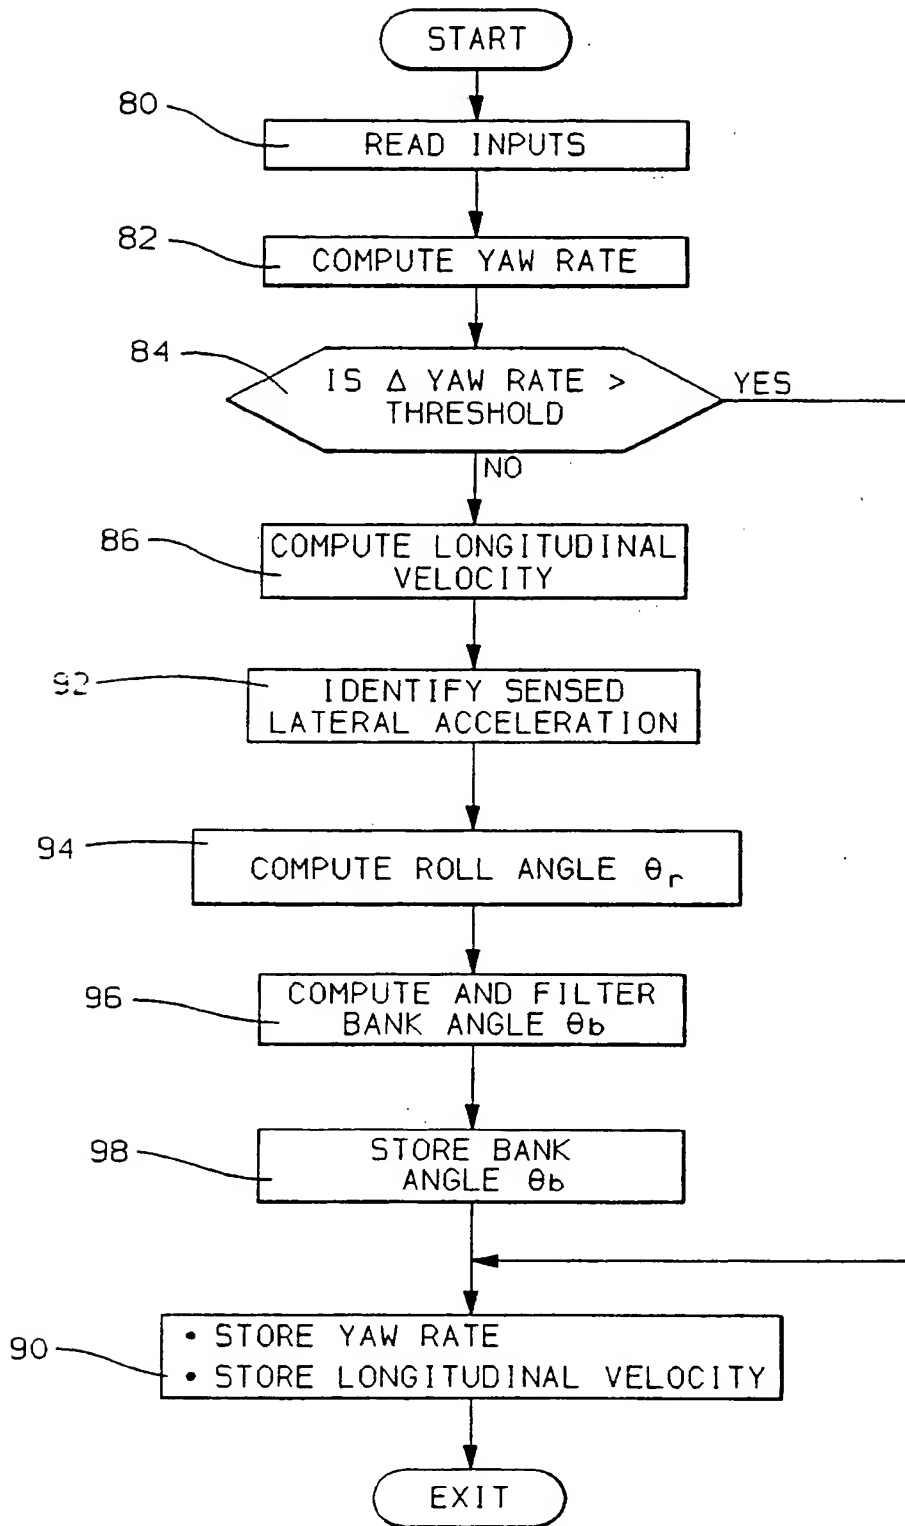 START
80
READ INPUTS
82
COMPUTE YAW RATE
84
IS Δ YAW RATE >
THRESHOLD
YES
NO
86
COMPUTE LONGITUDINAL
VELOCITY
92
IDENTIFY SENSED
LATERAL ACCELERATION
94
COMPUTE ROLL ANGLE θr
96
COMPUTE AND FILTER
BANK ANGLE θb
98
STORE BANK
ANGLE θb
90
• STORE YAW RATE
• STORE LONGITUDINAL VELOCITY
EXIT